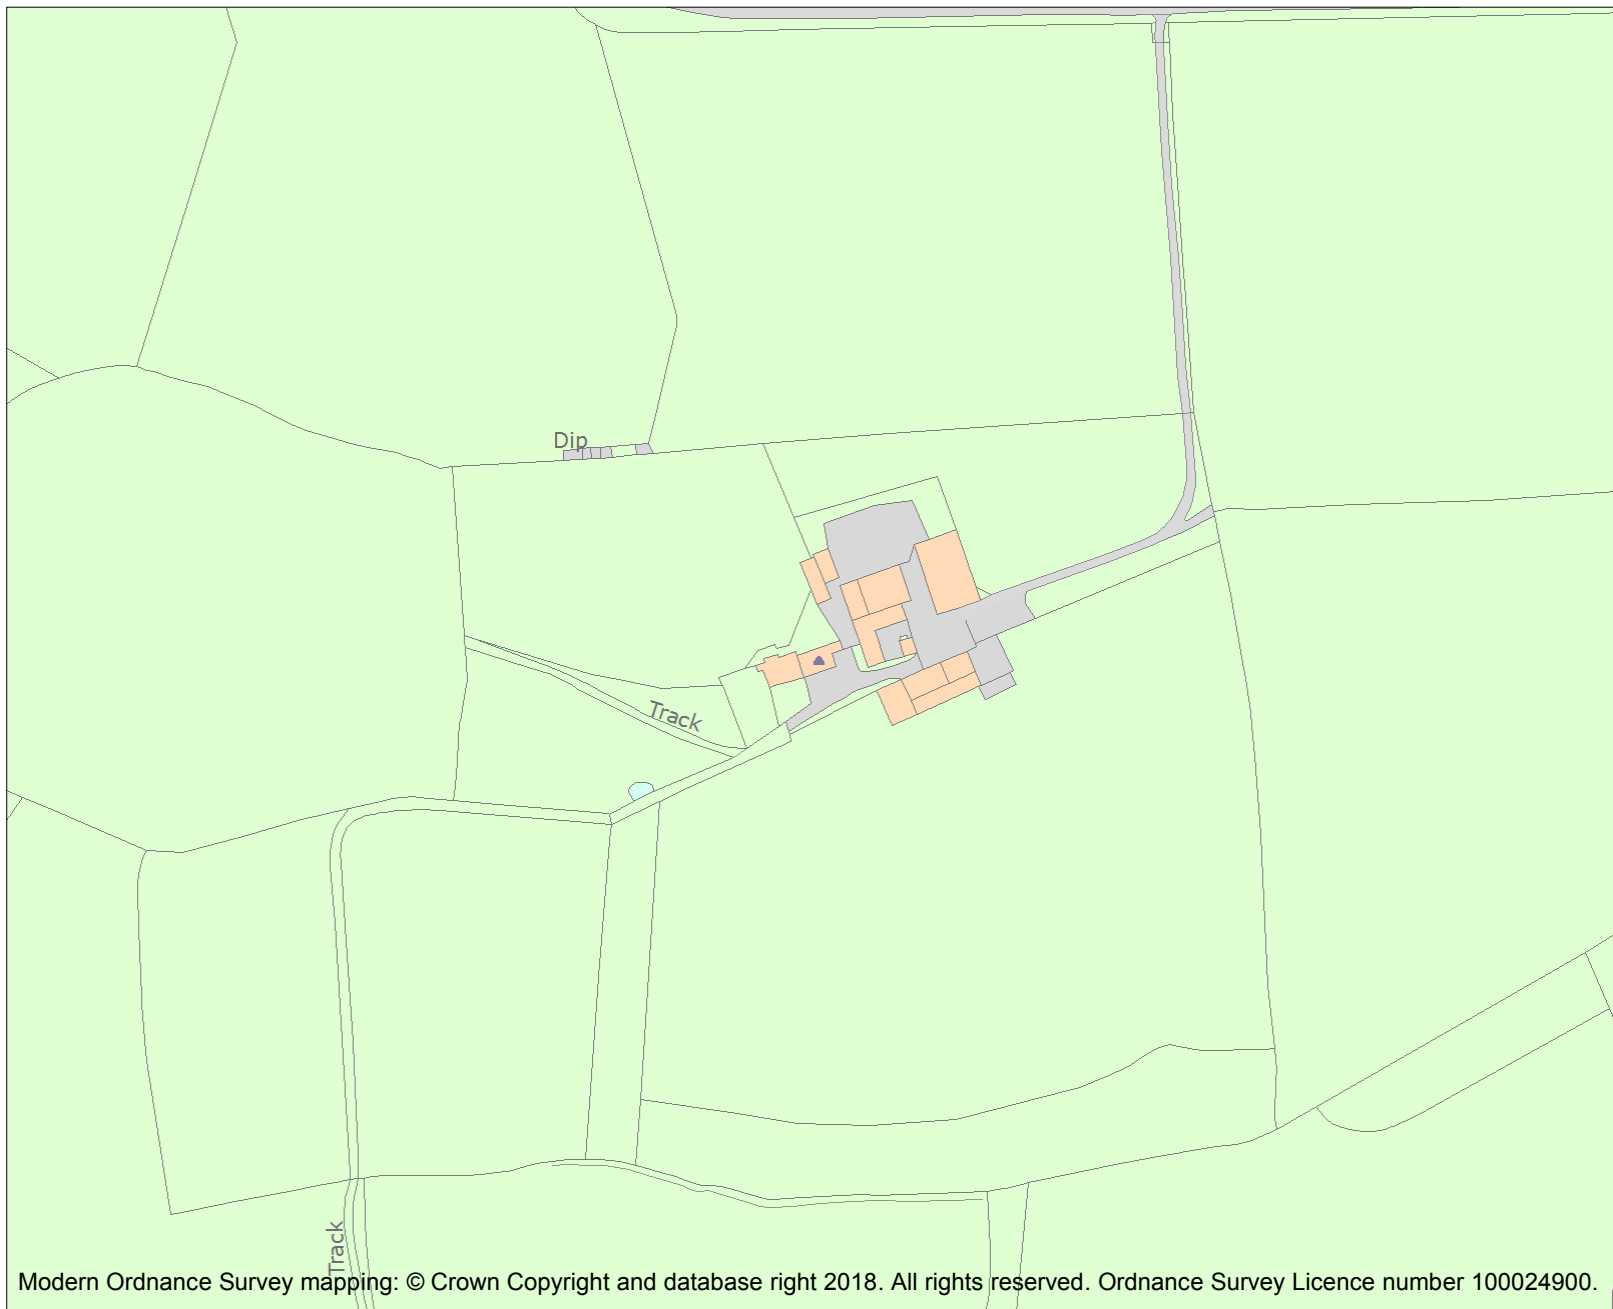 Dip
Track
Track
Modern Ordnance Survey mapping: © Crown Copyright and database right 2018. All rights reserved. Ordnance Survey Licence number 100024900.